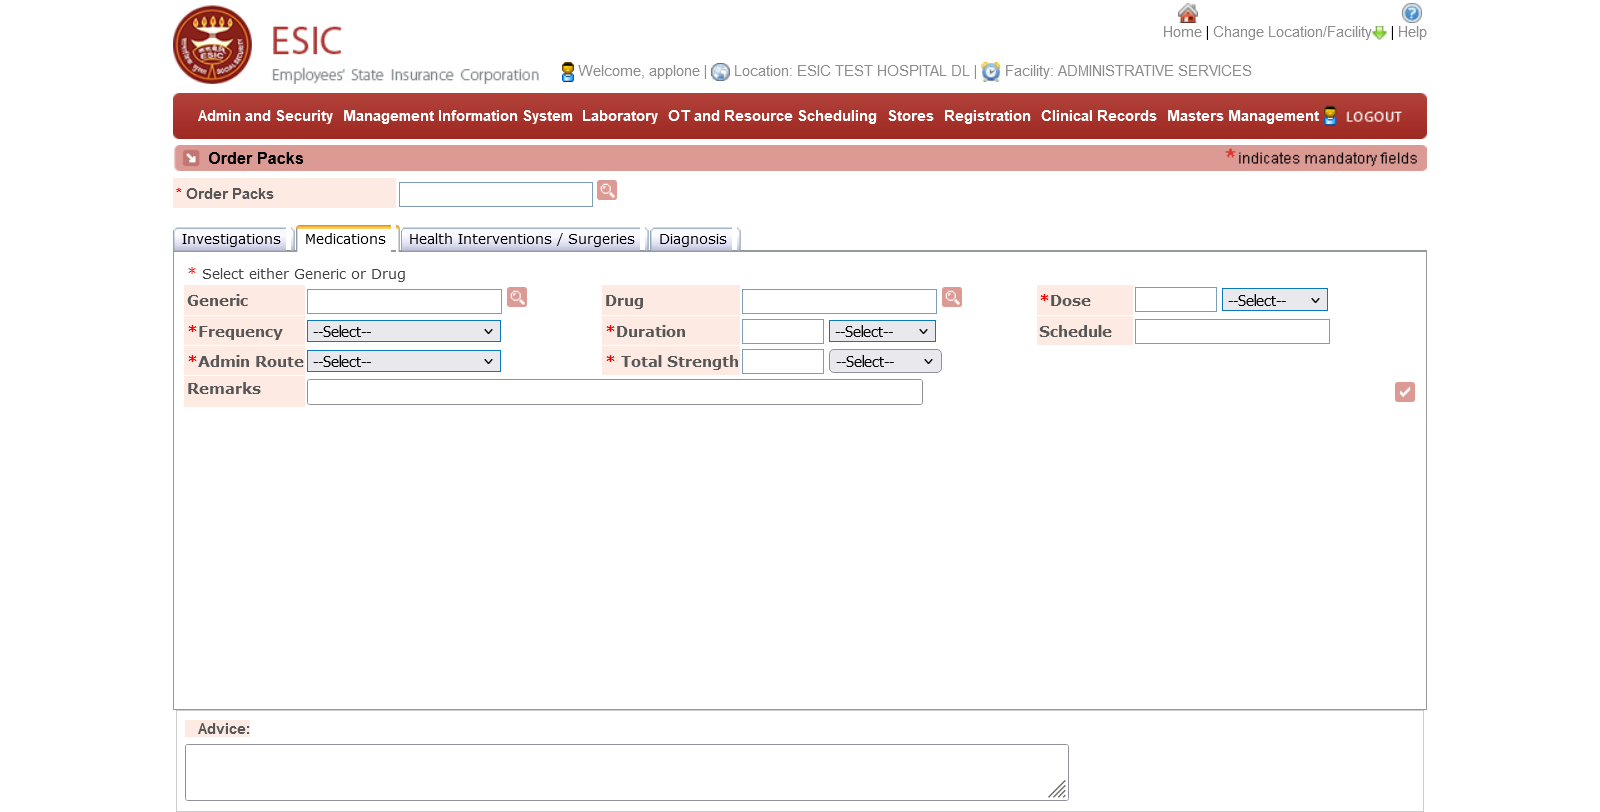 ESIC
Employees' State Insurance Corporation
Home | Change Location/Facility | Help
Welcome, applone | Location: ESIC TEST HOSPITAL DL | Facility: ADMINISTRATIVE SERVICES
Admin and Security Management Information System Laboratory OT and Resource Scheduling Stores Registration Clinical Records Masters Management LOGOUT
Order Packs *indicates mandatory fields
* Order Packs
Investigations Medications Health Interventions / Surgeries Diagnosis
* Select either Generic or Drug
Generic Drug *Dose --Select--
*Frequency --Select-- *Duration --Select-- Schedule
*Admin Route --Select-- * Total Strength --Select--
Remarks
Advice: